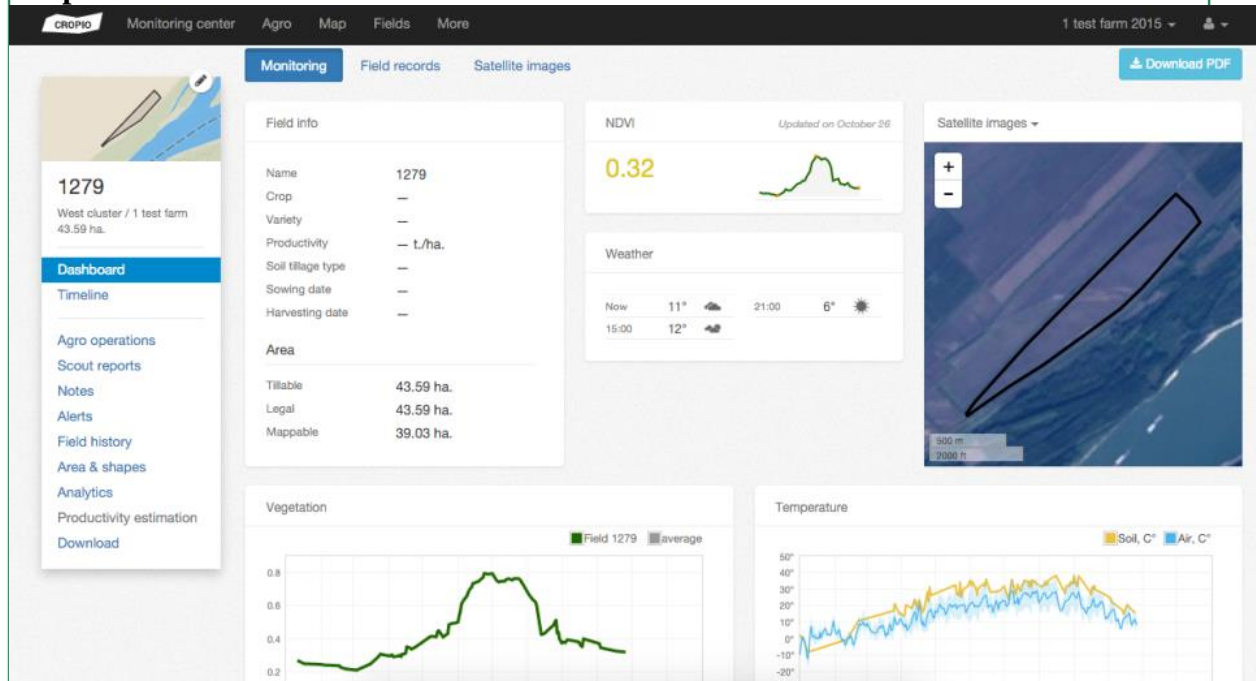 CROPIO Monitoring center Agro Map Fields More 1 test farm 2015
Monitoring Field records Satellite images Download PDF
1279
West cluster / 1 test farm
43.59 ha.
Dashboard
Timeline
Agro operations
Scout reports
Notes
Alerts
Field history
Area & shapes
Analytics
Productivity estimation
Download
Field info
Name 1279
Crop —
Variety —
Productivity — t./ha.
Soil tillage type —
Sowing date —
Harvesting date —
Area
Tillable 43.59 ha.
Legal 43.59 ha.
Mappable 39.03 ha.
NDVI Updated on October 26
0.32
Weather
Now 11° 21:00 6°
15:00 12°
Satellite images
+
−
500 m
2000 ft
Vegetation
Field 1279 average
0.8
0.6
0.4
0.2
Temperature
Soil, C° Air, C°
50°
40°
30°
20°
10°
0°
-10°
-20°